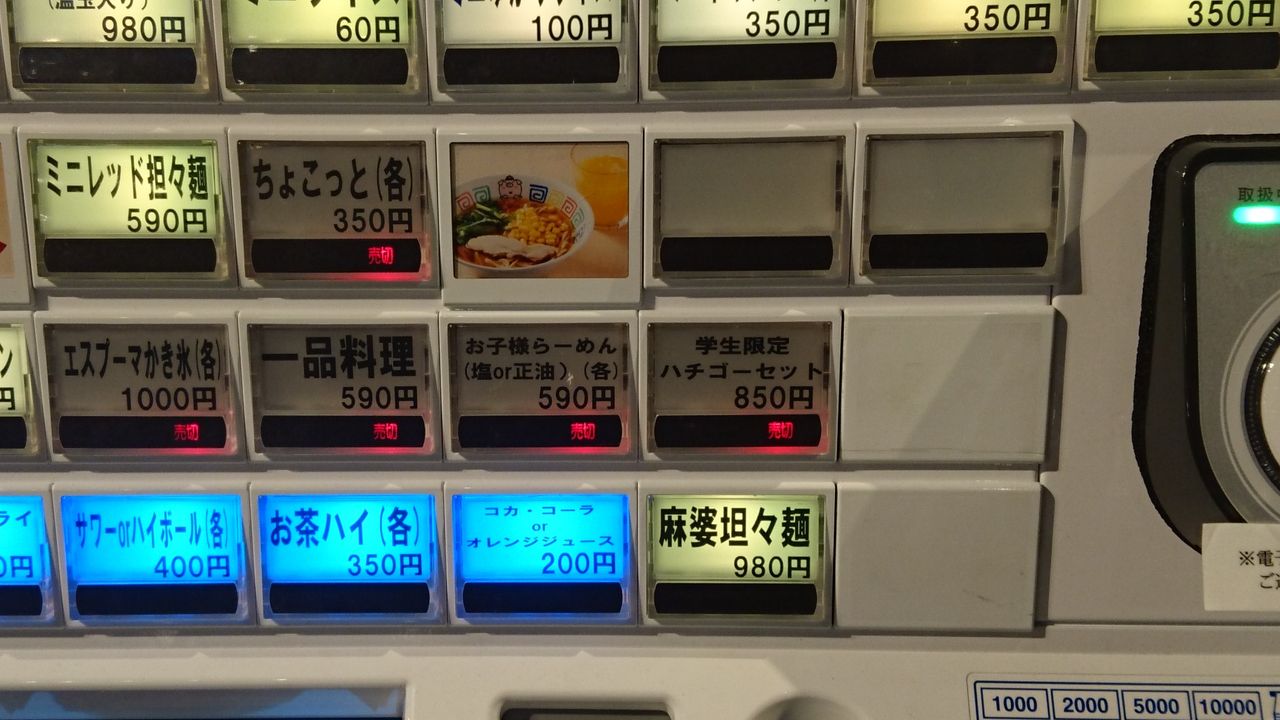 980円
60円
100円
350円
350円
350円
ミニレッド担々麺
590円
ちょこっと(各)
350円
売切
取扱
ン
円
エスプーマかき氷(各)
1000円
売切
一品料理
590円
売切
お子様らーめん
(塩or正油)(各)
590円
売切
学生限定
ハチゴーセット
850円
売切
ライ
0円
サワーorハイボール(各)
400円
お茶ハイ(各)
350円
コカ・コーラ
or
オレンジジュース
200円
麻婆坦々麺
980円
※電子
ご
1000 2000 5000 10000